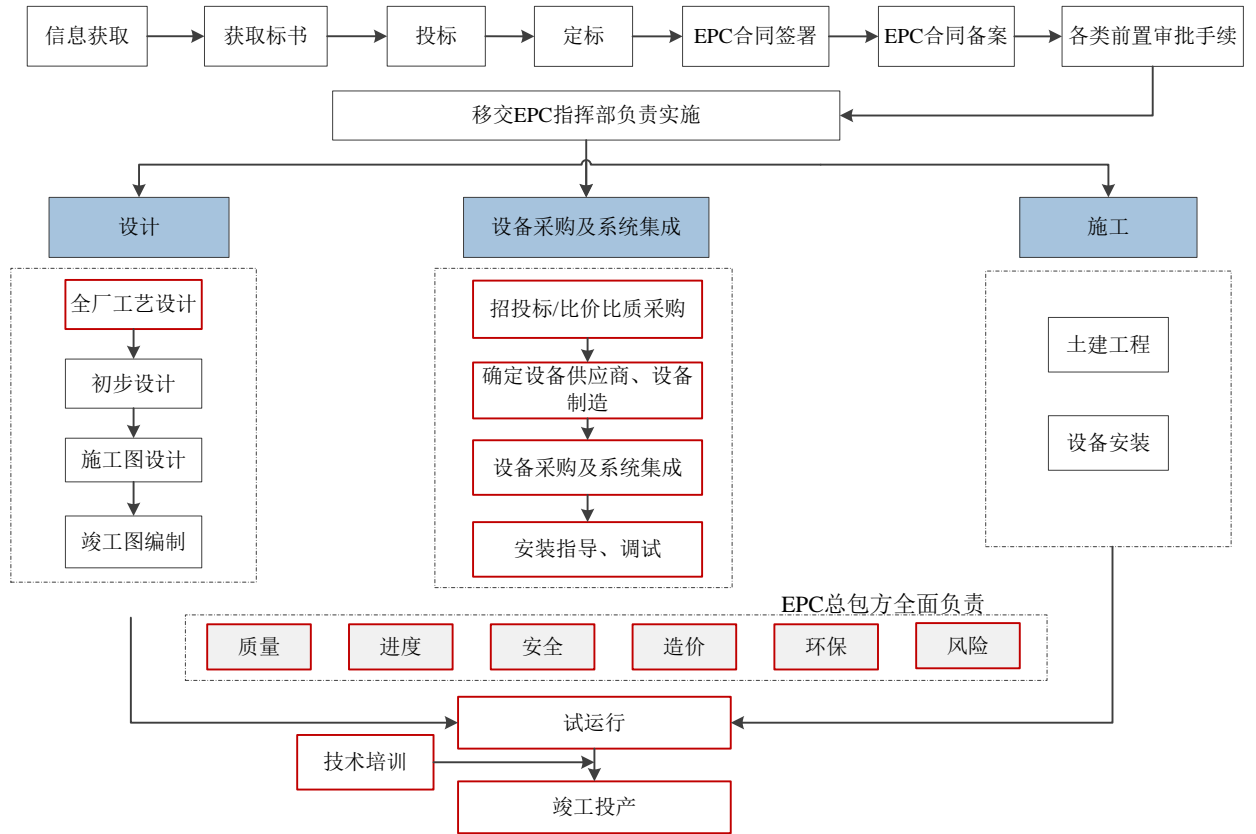 信息获取
获取标书
投标
定标
EPC合同签署
EPC合同备案
各类前置审批手续
移交EPC指挥部负责实施
设计
设备采购及系统集成
施工
全厂工艺设计
初步设计
施工图设计
竣工图编制
招投标/比价比质采购
确定设备供应商、设备
制造
设备采购及系统集成
安装指导、调试
土建工程
设备安装
EPC总包方全面负责
质量
进度
安全
造价
环保
风险
试运行
技术培训
竣工投产